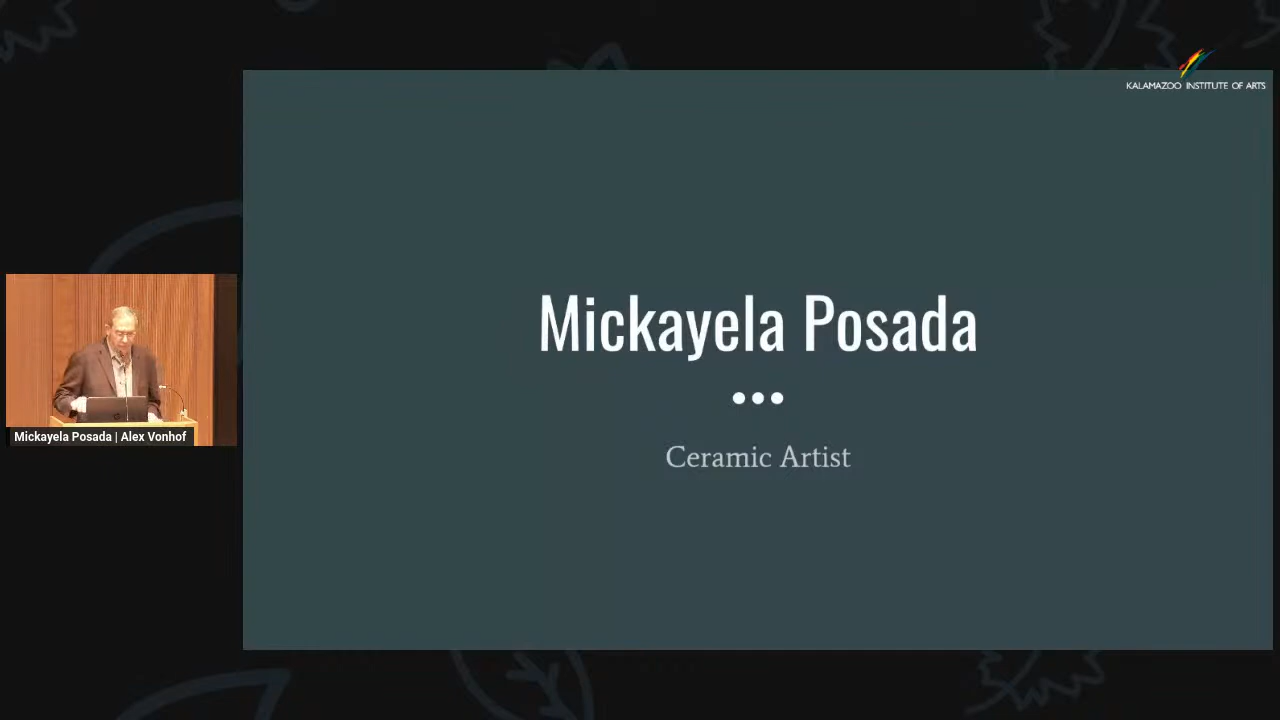 KALAMAZOO INSTITUTE OF ARTS
Mickayela Posada
Ceramic Artist
Mickayela Posada | Alex Vonhof